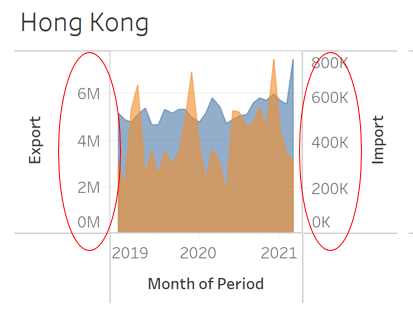 Hong Kong
Export
6M
4M
2M
0M
800K
600K
400K
200K
0K
Import
2019
2020
2021
Month of Period